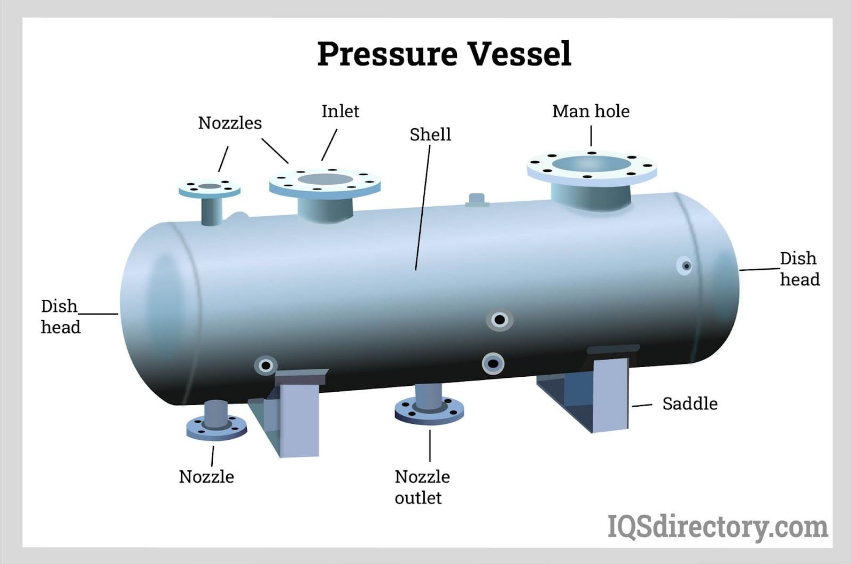 Pressure Vessel
Nozzles
Inlet
Shell
Man hole
Dish
head
Dish
head
Saddle
Nozzle
Nozzle
outlet
IQSdirectory.com